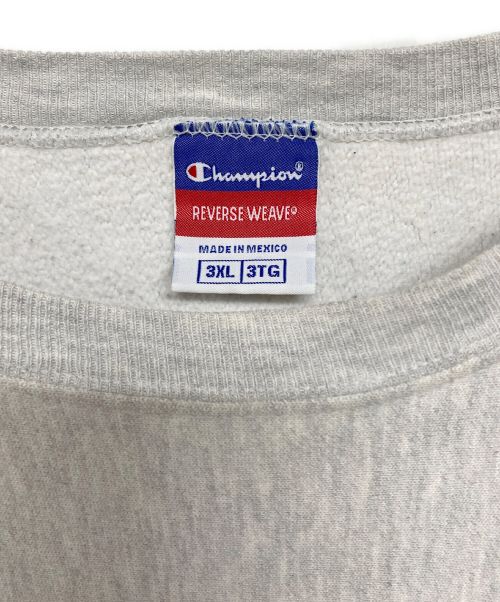 Champion®
REVERSE WEAVE®
MADE IN MEXICO
3XL 3TG